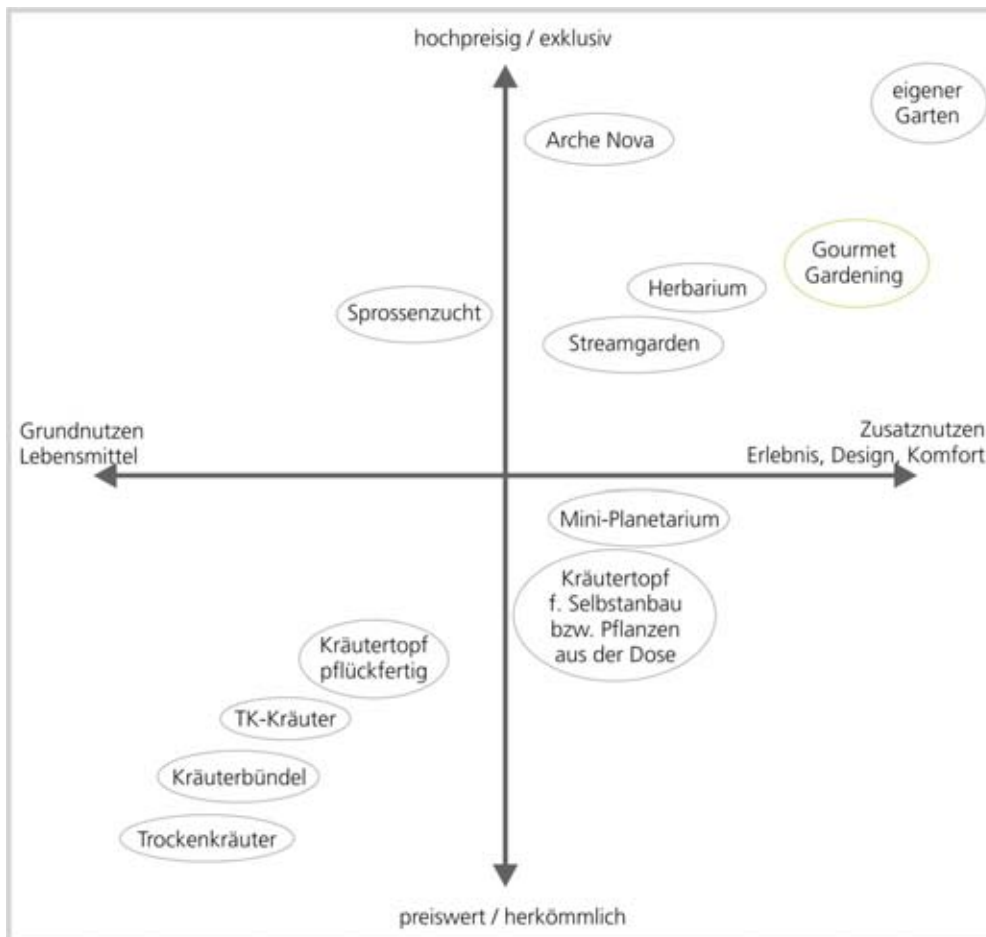 hochpreisig / exklusiv
eigener
Garten
Arche Nova
Gourmet
Gardening
Herbarium
Sprossenzucht
Streamgarden
Grundnutzen
Lebensmittel
Zusatznutzen
Erlebnis, Design, Komfort
Mini-Planetarium
Kräutertopf
f. Selbstanbau
bzw. Pflanzen
aus der Dose
Kräutertopf
pflückfertig
TK-Kräuter
Kräuterbündel
Trockenkräuter
preiswert / herkömmlich